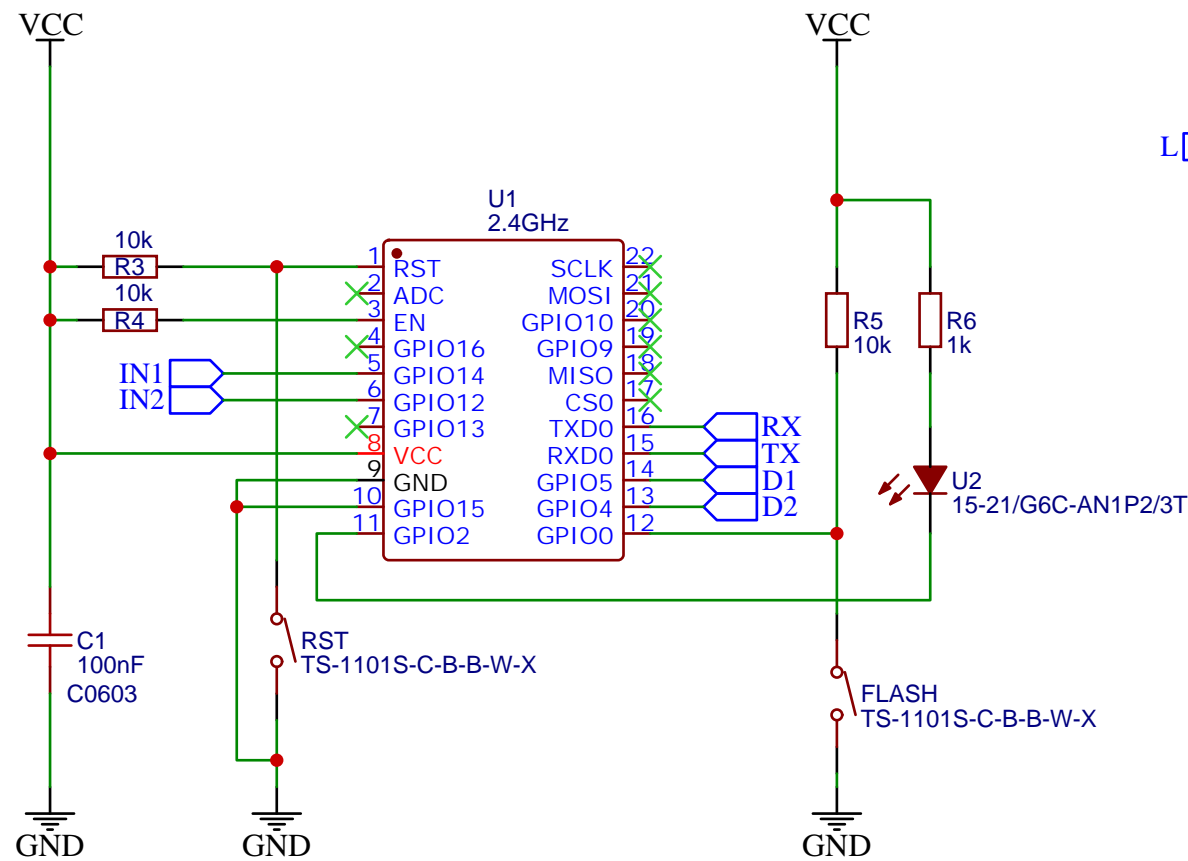 VCC
VCC
L
U1
2.4GHz
10k
R3
10k
R4
IN1
IN2
1
RST
2
ADC
3
EN
4
GPIO16
5
GPIO14
6
GPIO12
7
GPIO13
8
VCC
9
GND
10
GPIO15
11
GPIO2
22
SCLK
21
MOSI
20
GPIO10
19
GPIO9
18
MISO
17
CS0
16
TXD0
15
RXD0
14
GPIO5
13
GPIO4
12
GPIO0
RX
TX
D1
D2
R5
10k
R6
1k
U2
15-21/G6C-AN1P2/3T
C1
100nF
C0603
RST
TS-1101S-C-B-B-W-X
FLASH
TS-1101S-C-B-B-W-X
GND
GND
GND